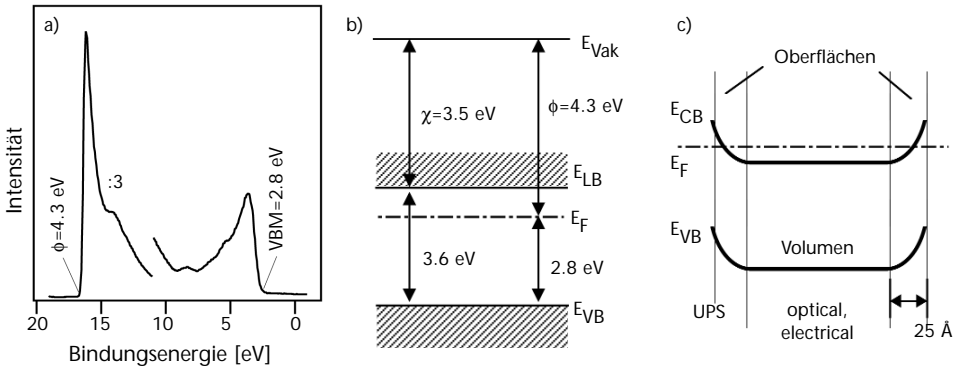 a)
Intensität
ϕ=4.3 eV
:3
VBM=2.8 eV
20 15 10 5 0
Bindungsenergie [eV]
b)
E_Vak
χ=3.5 eV
ϕ=4.3 eV
E_LB
E_F
3.6 eV
2.8 eV
E_VB
c)
Oberflächen
E_CB
E_F
E_VB
Volumen
UPS
optical,
electrical
25 Å